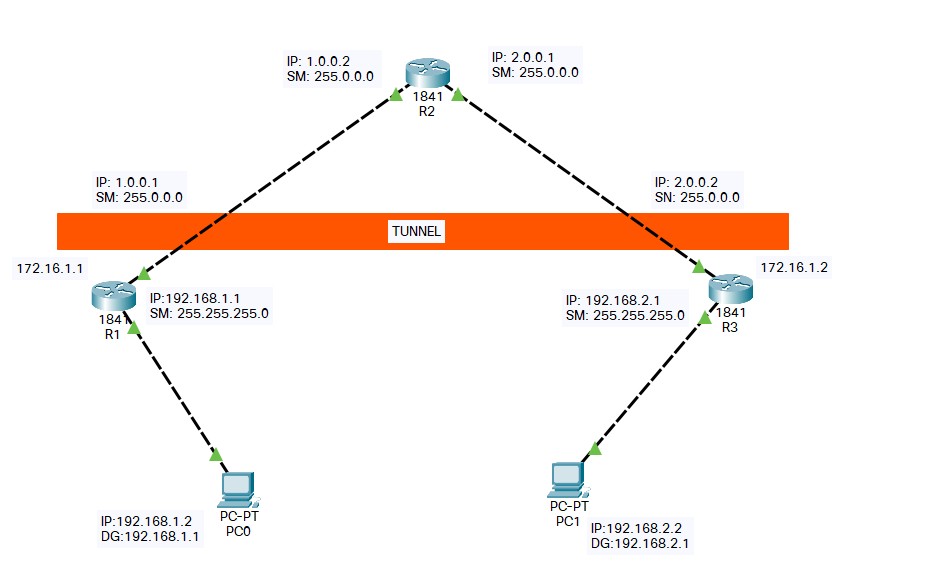 IP: 1.0.0.2
SM: 255.0.0.0
IP: 2.0.0.1
SM: 255.0.0.0
1841
R2
IP: 1.0.0.1
SM: 255.0.0.0
IP: 2.0.0.2
SN: 255.0.0.0
TUNNEL
172.16.1.1
172.16.1.2
IP:192.168.1.1
SM: 255.255.255.0
1841
R1
IP: 192.168.2.1
SM: 255.255.255.0
1841
R3
PC-PT
PC0
IP:192.168.1.2
DG:192.168.1.1
PC-PT
PC1
IP:192.168.2.2
DG:192.168.2.1